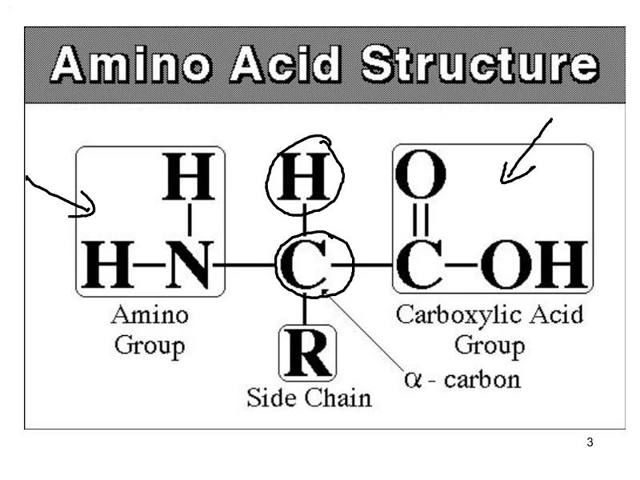 Amino Acid Structure
H H O
H–N–C–C–OH
Amino
Group
Carboxylic Acid
Group
R
α - carbon
Side Chain
3